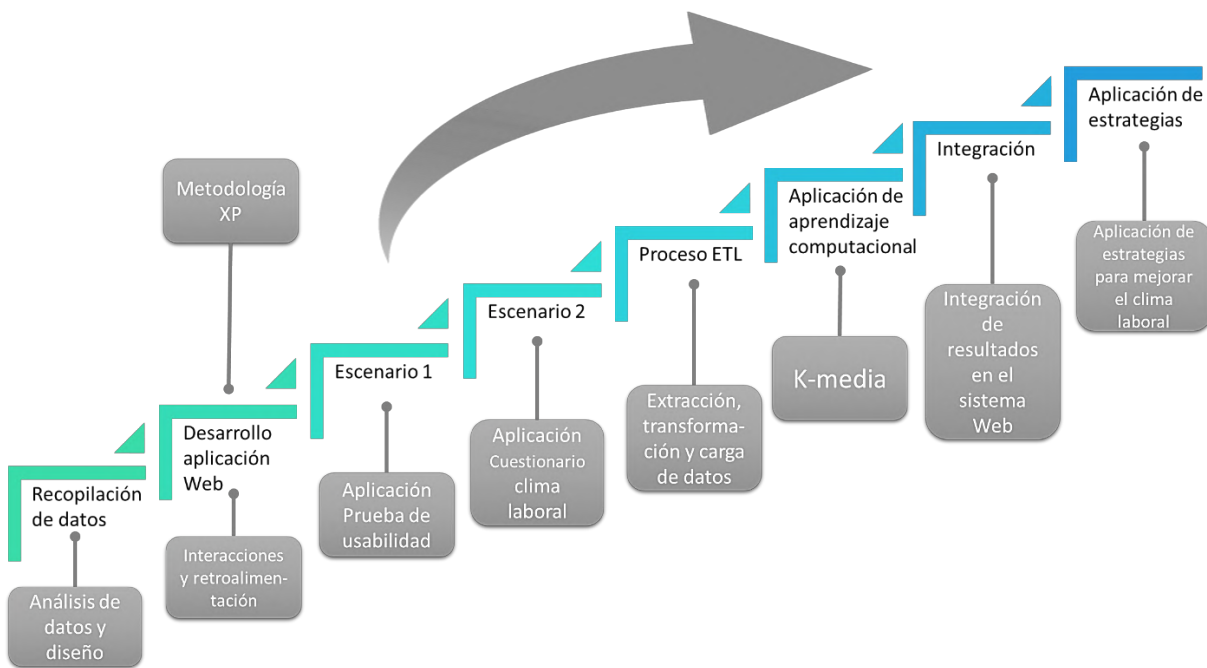 Recopilación
de datos
Análisis de
datos y
diseño
Metodología
XP
Desarrollo
aplicación
Web
Interacciones
y retroalimen-
tación
Escenario 1
Aplicación
Prueba de
usabilidad
Escenario 2
Aplicación
Cuestionario
clima
laboral
Proceso ETL
Extracción,
transforma-
ción y carga
de datos
Aplicación de
aprendizaje
computacional
K-media
Integración
Integración
de
resultados
en el
sistema
Web
Aplicación de
estrategias
Aplicación de
estrategias
para mejorar
el clima
laboral